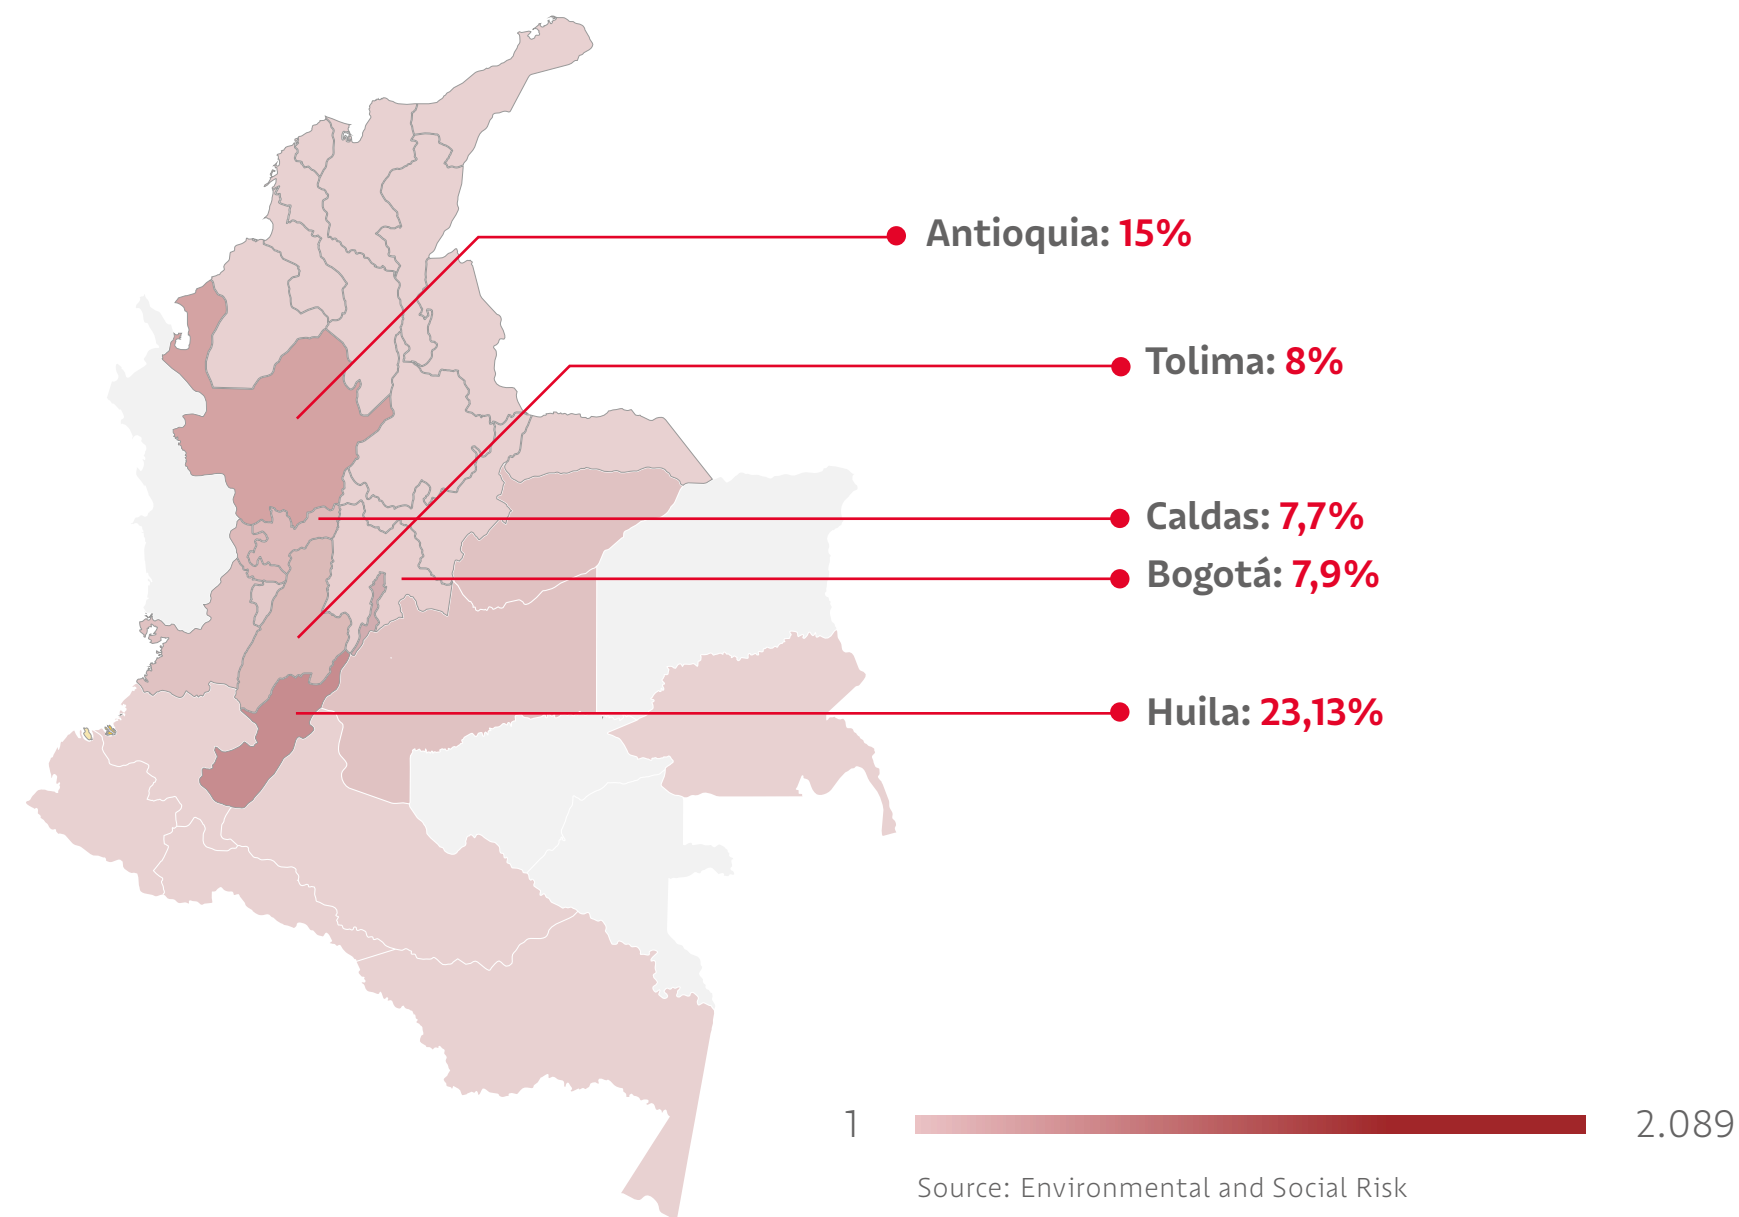 Antioquia: 15%
Tolima: 8%
Caldas: 7,7%
Bogotá: 7,9%
Huila: 23,13%
1 2.089
Source: Environmental and Social Risk